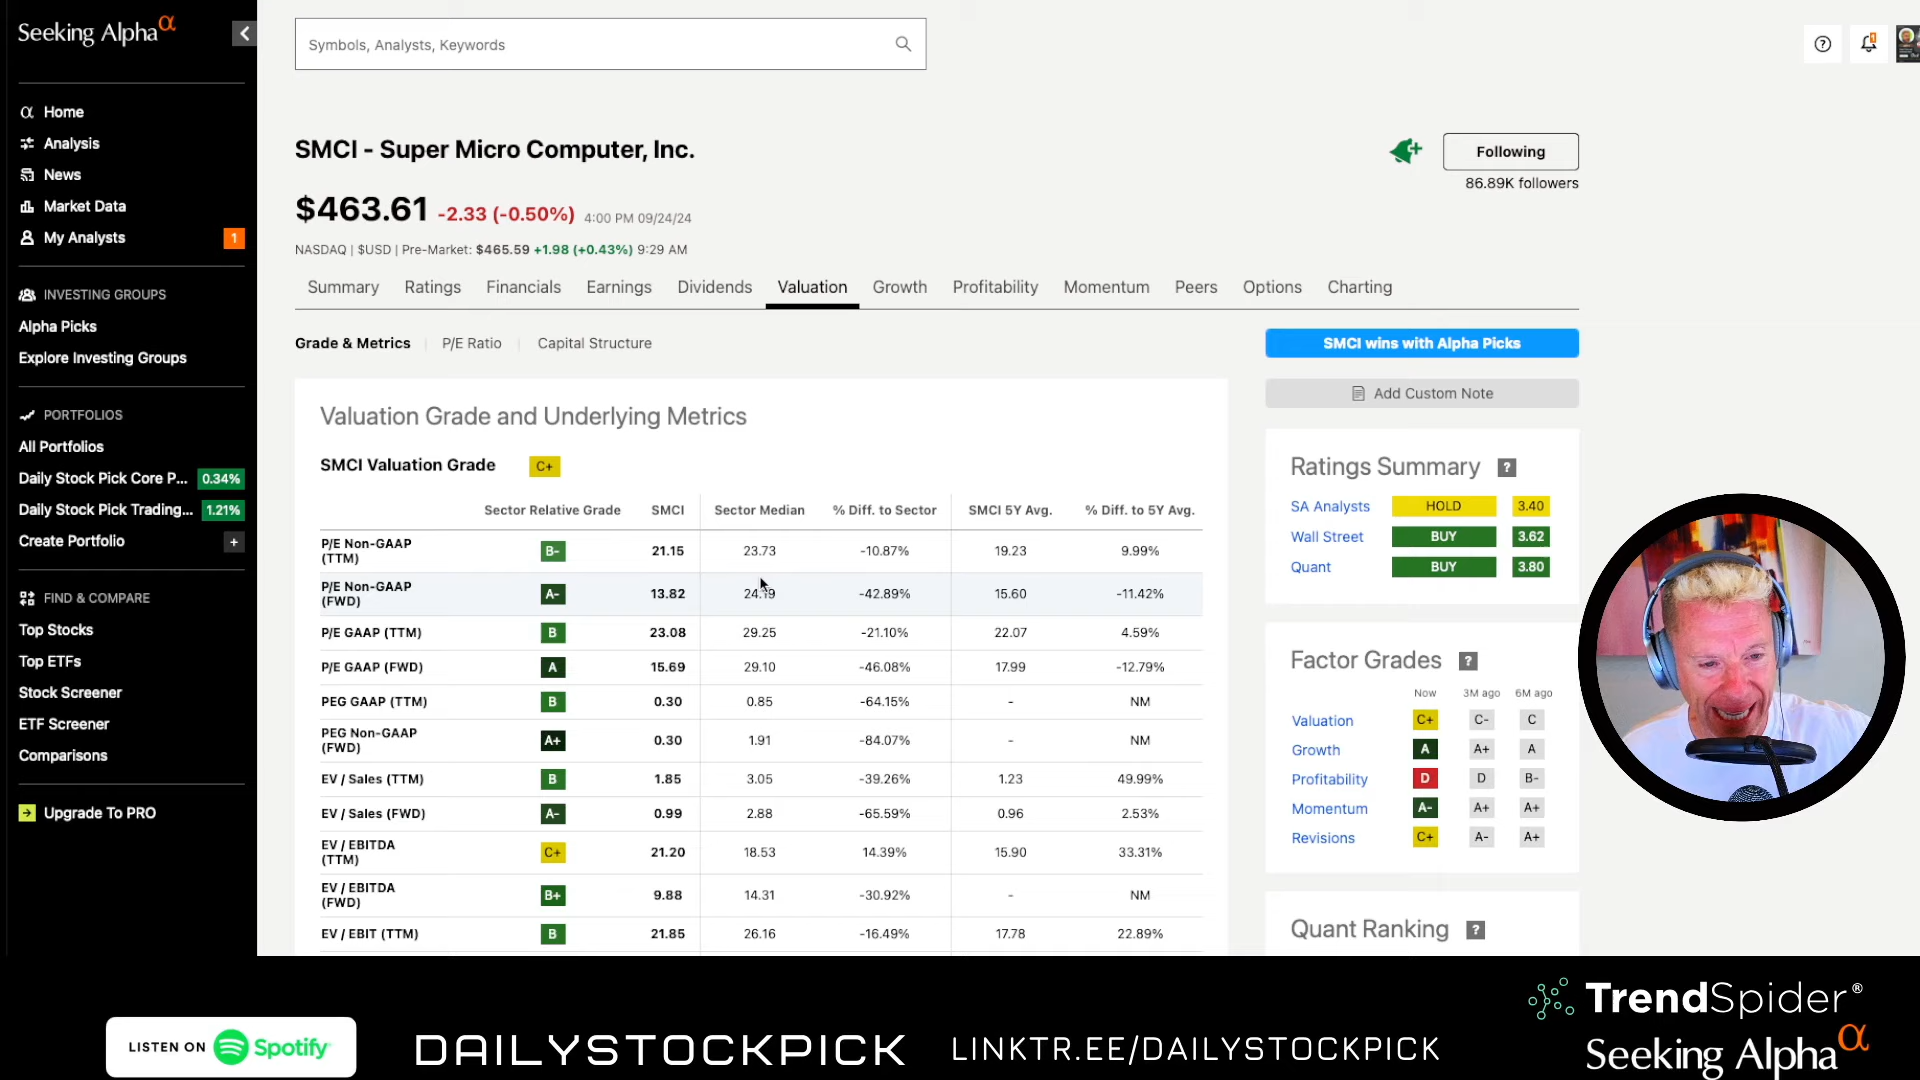 Seeking Alpha α
Symbols, Analysts, Keywords
α Home
Analysis
News
Market Data
My Analysts 1
INVESTING GROUPS
Alpha Picks
Explore Investing Groups
PORTFOLIOS
All Portfolios
Daily Stock Pick Core P... 0.34%
Daily Stock Pick Trading... 1.21%
Create Portfolio +
FIND & COMPARE
Top Stocks
Top ETFs
Stock Screener
ETF Screener
Comparisons
Upgrade To PRO
SMCI - Super Micro Computer, Inc.
Following
86.89K followers
$463.61 -2.33 (-0.50%) 4:00 PM 09/24/24
NASDAQ | $USD | Pre-Market: $465.59 +1.98 (+0.43%) 9:29 AM
Summary Ratings Financials Earnings Dividends Valuation Growth Profitability Momentum Peers Options Charting
Grade & Metrics P/E Ratio Capital Structure
Valuation Grade and Underlying Metrics
SMCI Valuation Grade C+
Sector Relative Grade SMCI Sector Median % Diff. to Sector SMCI 5Y Avg. % Diff. to 5Y Avg.
P/E Non-GAAP (TTM) B- 21.15 23.73 -10.87% 19.23 9.99%
P/E Non-GAAP (FWD) A- 13.82 24.19 -42.89% 15.60 -11.42%
P/E GAAP (TTM) B 23.08 29.25 -21.10% 22.07 4.59%
P/E GAAP (FWD) A 15.69 29.10 -46.08% 17.99 -12.79%
PEG GAAP (TTM) B 0.30 0.85 -64.15% - NM
PEG Non-GAAP (FWD) A+ 0.30 1.91 -84.07% - NM
EV / Sales (TTM) B 1.85 3.05 -39.26% 1.23 49.99%
EV / Sales (FWD) A- 0.99 2.88 -65.59% 0.96 2.53%
EV / EBITDA (TTM) C+ 21.20 18.53 14.39% 15.90 33.31%
EV / EBITDA (FWD) B+ 9.88 14.31 -30.92% - NM
EV / EBIT (TTM) B 21.85 26.16 -16.49% 17.78 22.89%
SMCI wins with Alpha Picks
Add Custom Note
Ratings Summary ?
SA Analysts HOLD 3.40
Wall Street BUY 3.62
Quant BUY 3.80
Factor Grades ?
Now 3M ago 6M ago
Valuation C+ C- C
Growth A A+ A
Profitability D D B-
Momentum A- A+ A+
Revisions C+ A- A+
Quant Ranking ?
LISTEN ON Spotify
DAILYSTOCKPICK
LINKTR.EE/DAILYSTOCKPICK
TrendSpider®
Seeking Alpha α